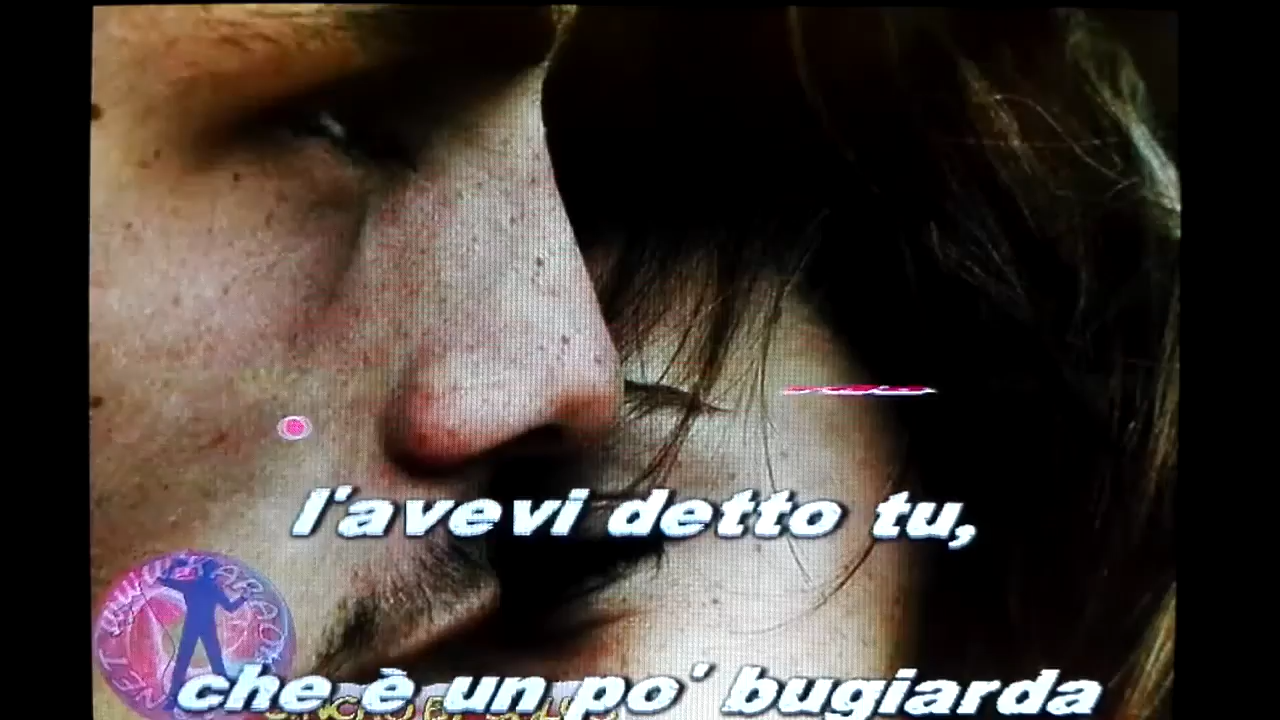 l'avevi detto tu,
che è un po' bugiarda